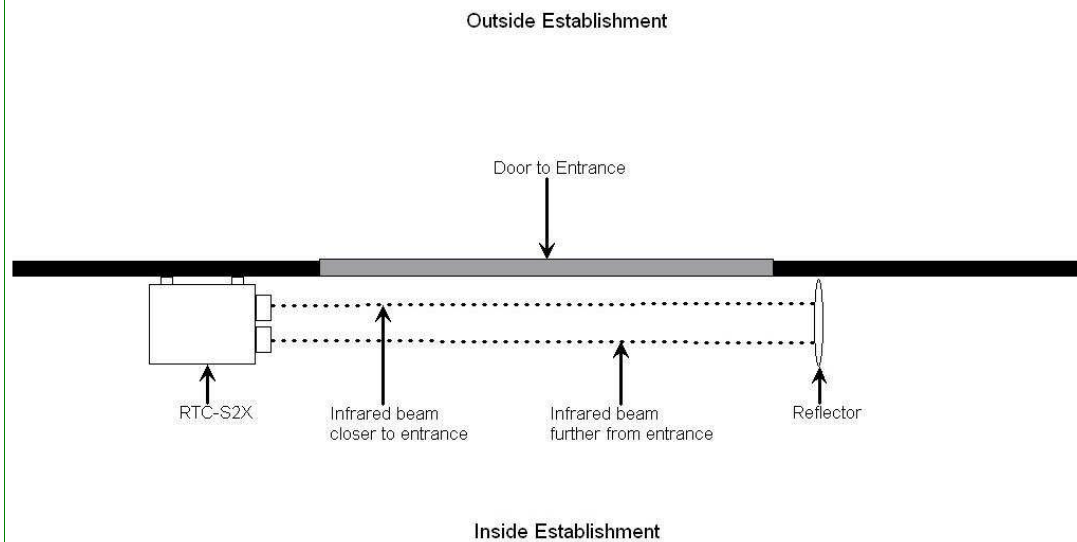 Outside Establishment
Door to Entrance
RTC-S2X
Infrared beam
closer to entrance
Infrared beam
further from entrance
Reflector
Inside Establishment